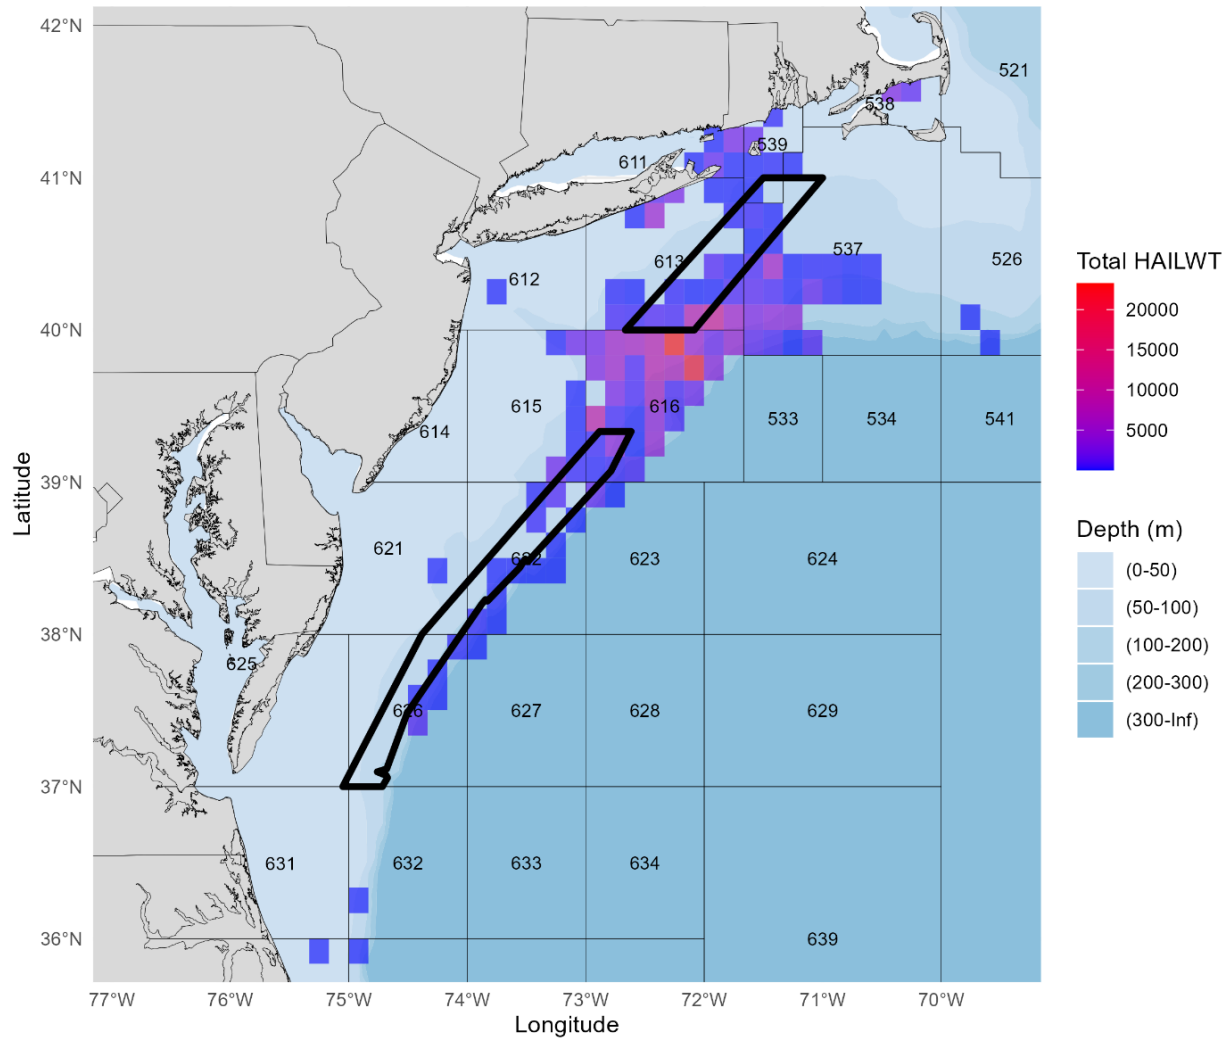 42°N
521
538
539
611
41°N
537
526
613
612
40°N
615
616
614
533
534
541
39°N
621
622
623
624
38°N
625
626
627
628
629
37°N
631
632
633
634
36°N
639
77°W 76°W 75°W 74°W 73°W 72°W 71°W 70°W
Longitude
Latitude
Total HAILWT
20000
15000
10000
5000
Depth (m)
(0-50)
(50-100)
(100-200)
(200-300)
(300-Inf)